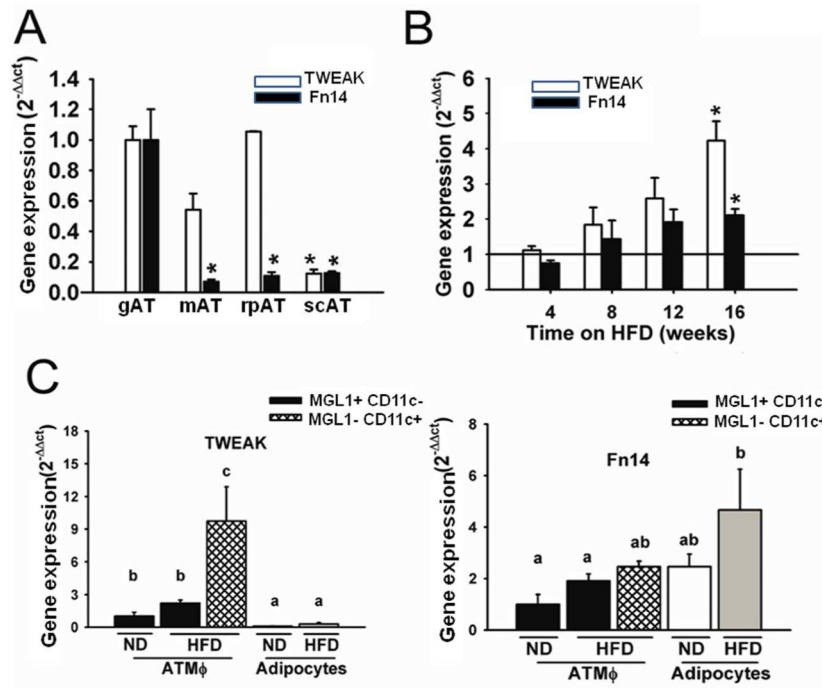 A
Gene expression (2-ΔΔct)
1.4
1.2
1.0
0.8
0.6
0.4
0.2
0.0
TWEAK
Fn14
*
*
* *
gAT mAT rpAT scAT
B
Gene expression (2-ΔΔct)
6
5
4
3
2
1
0
TWEAK
Fn14
*
*
4 8 12 16
Time on HFD (weeks)
C
MGL1+ CD11c-
MGL1- CD11c+
TWEAK
Gene expression(2-ΔΔct)
18
15
12
9
6
3
0
b b c a a
ND HFD ND HFD
ATMϕ Adipocytes
MGL1+ CD11c
MGL1- CD11c+
Fn14
Gene expression(2-ΔΔct)
8
6
4
2
0
a a ab ab b
ND HFD ND HFD
ATMϕ Adipocytes